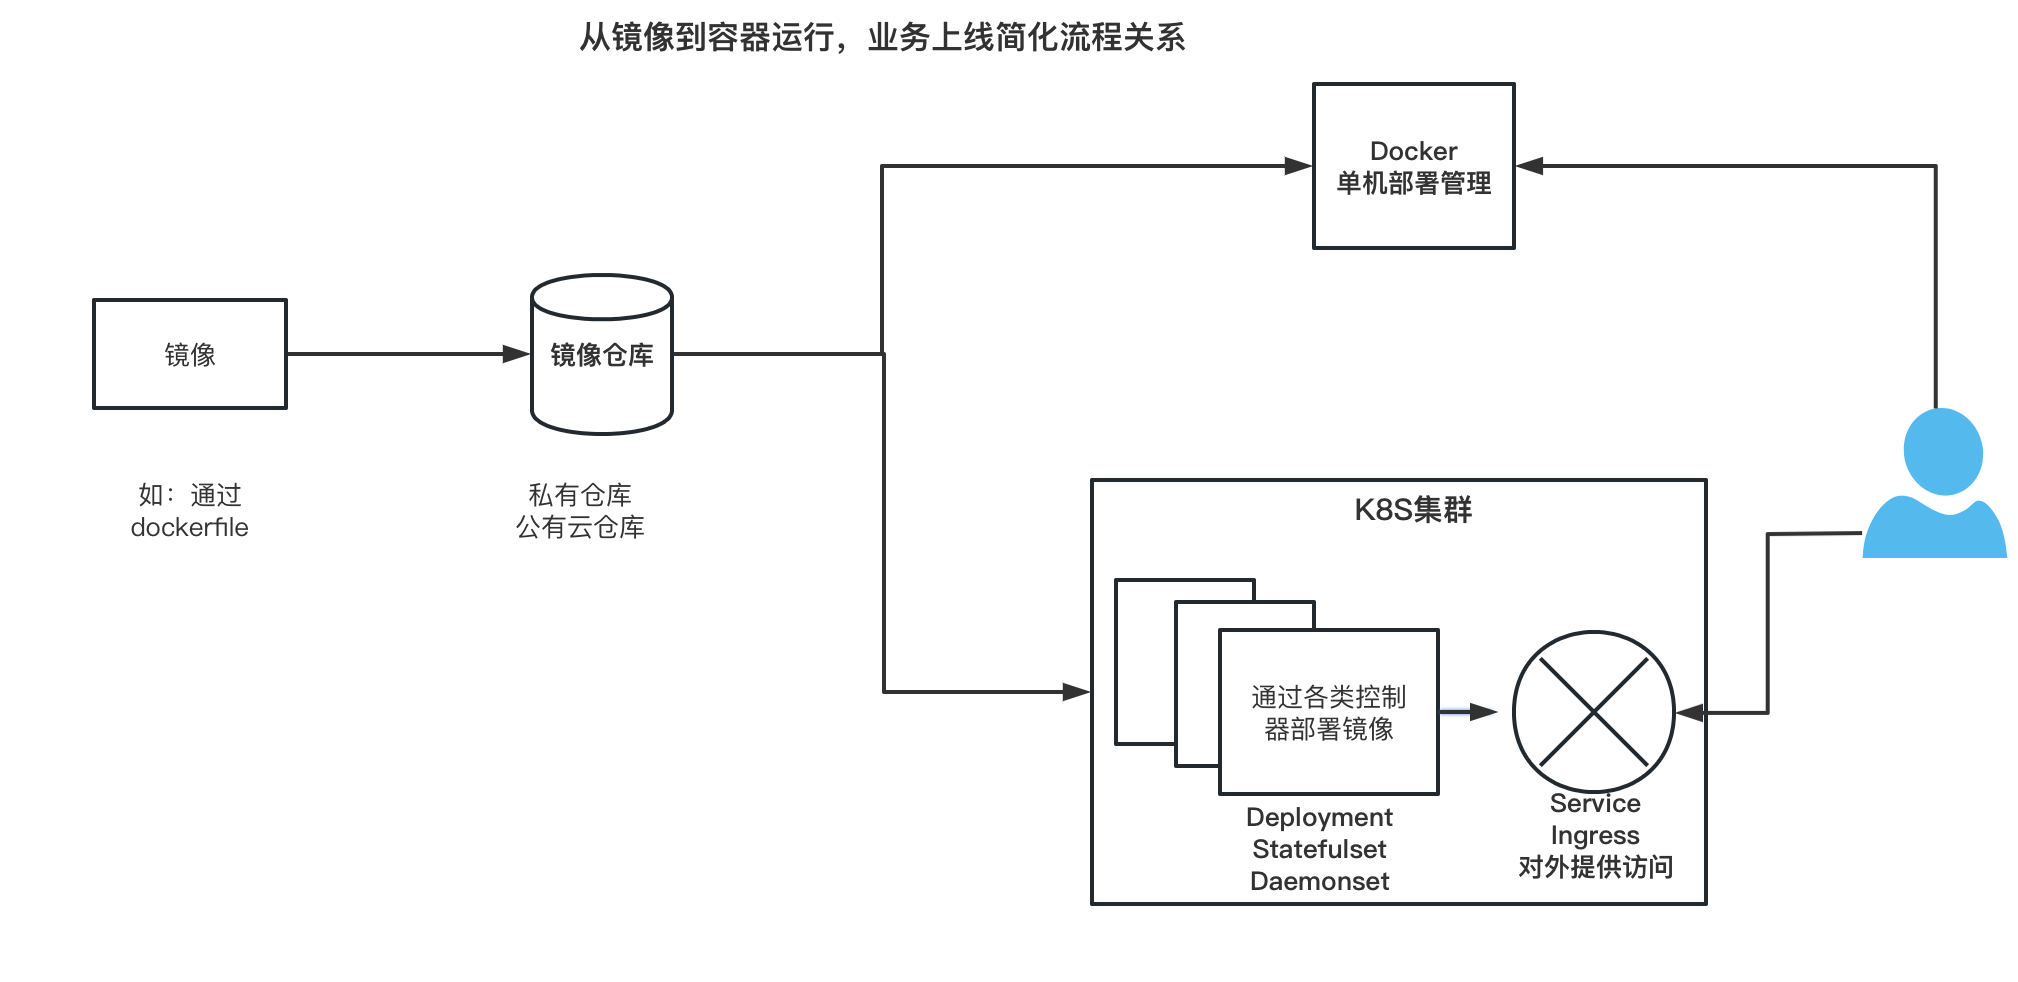 从镜像到容器运行，业务上线简化流程关系
Docker
单机部署管理
镜像
镜像仓库
如：通过
dockerfile
私有仓库
公有云仓库
K8S集群
通过各类控制
器部署镜像
Deployment
Statefulset
Daemonset
Service
Ingress
对外提供访问